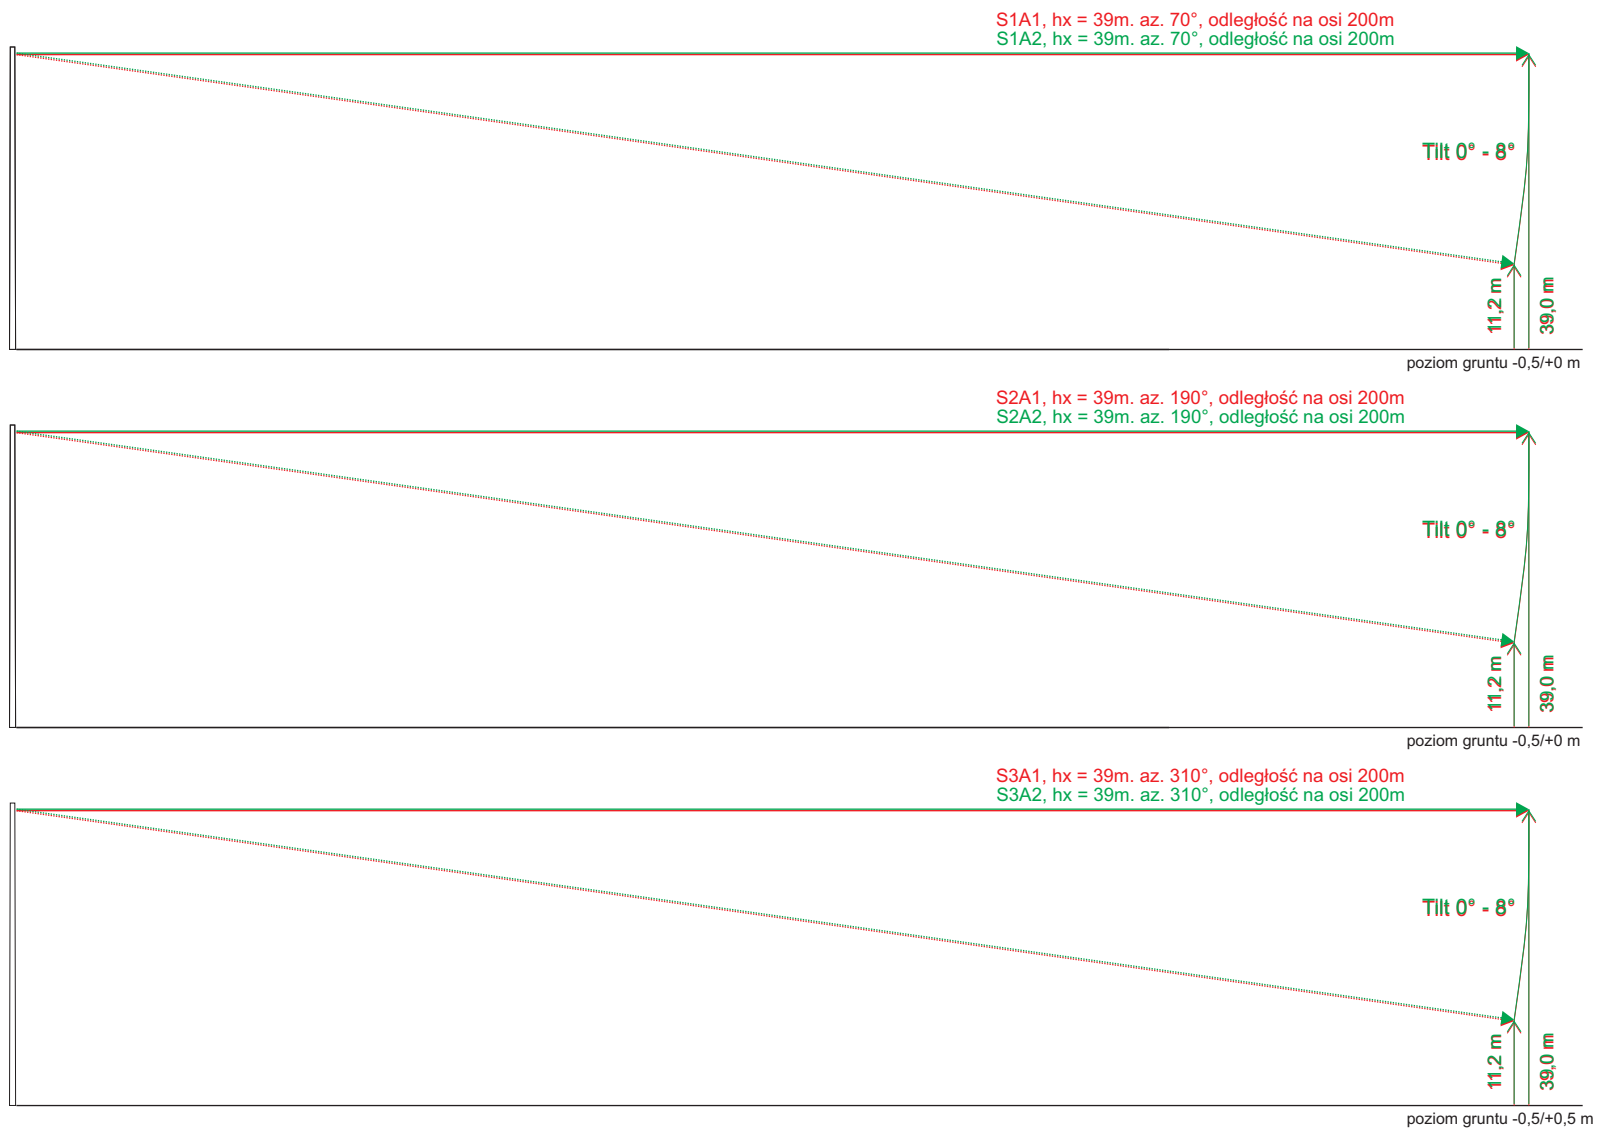 S1A1, hx = 39m. az. 70°, odległość na osi 200m
S1A2, hx = 39m. az. 70°, odległość na osi 200m
Tilt 0° - 8°
11,2 m
39,0 m
poziom gruntu -0,5/+0 m
S2A1, hx = 39m. az. 190°, odległość na osi 200m
S2A2, hx = 39m. az. 190°, odległość na osi 200m
Tilt 0° - 8°
11,2 m
39,0 m
poziom gruntu -0,5/+0 m
S3A1, hx = 39m. az. 310°, odległość na osi 200m
S3A2, hx = 39m. az. 310°, odległość na osi 200m
Tilt 0° - 8°
11,2 m
39,0 m
poziom gruntu -0,5/+0,5 m